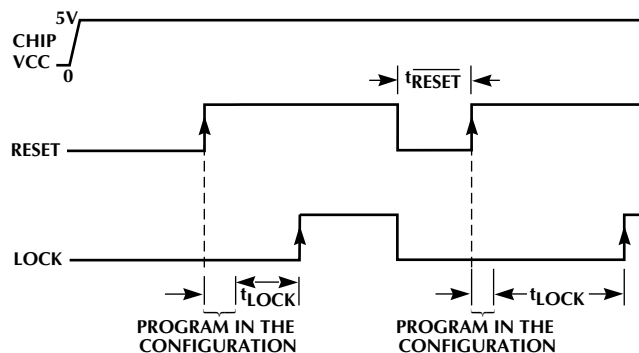 5V
CHIP
VCC
0
tRESET
RESET
LOCK
tLOCK
tLOCK
PROGRAM IN THE
CONFIGURATION
PROGRAM IN THE
CONFIGURATION